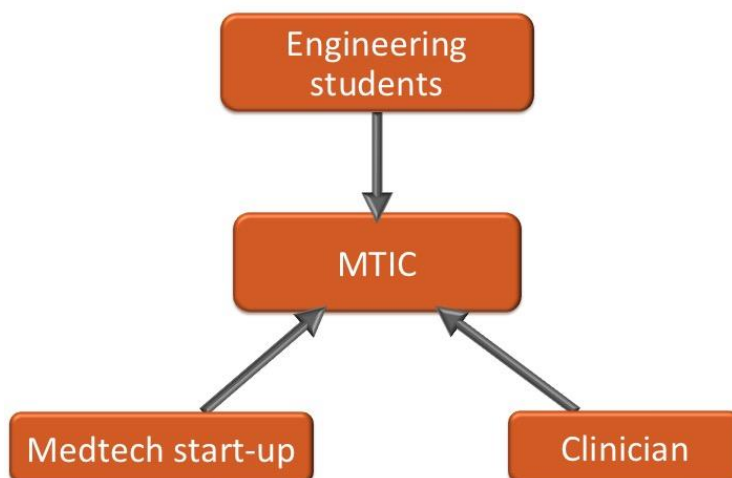 Engineering
students
MTIC
Medtech start-up
Clinician